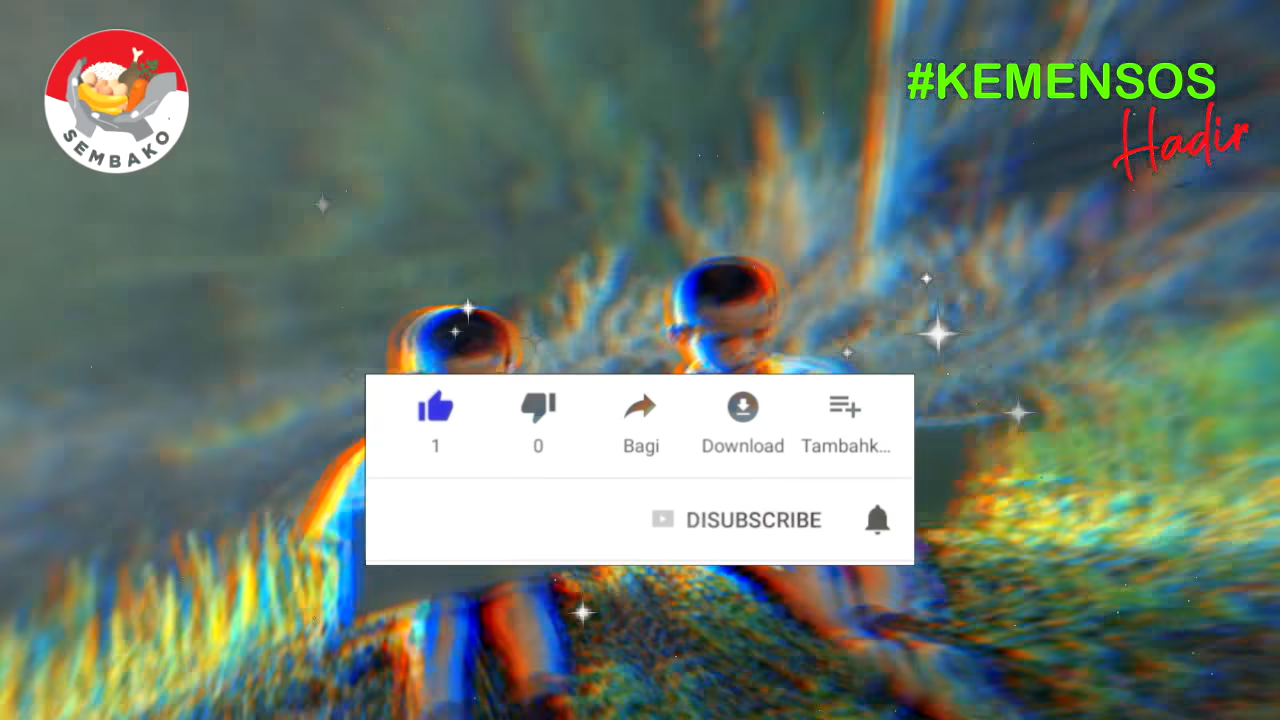 SEMBAKO
#KEMENSOS
Hadir
1
0
Bagi
Download
Tambahk...
DISUBSCRIBE